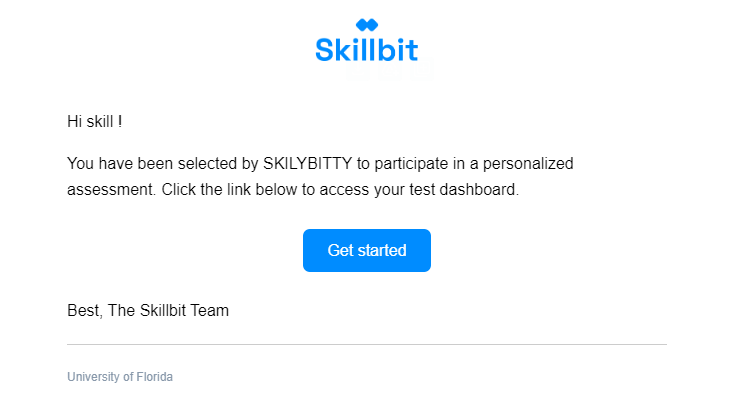 Skillbit
Hi skill !
You have been selected by SKILYBITTY to participate in a personalized
assessment. Click the link below to access your test dashboard.
Get started
Best, The Skillbit Team
University of Florida